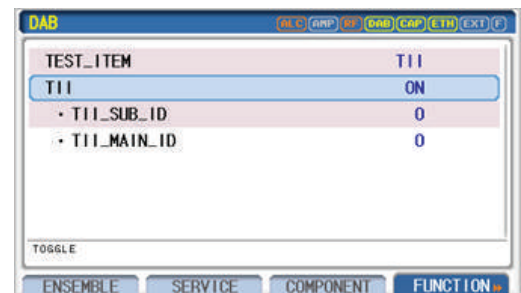 DAB ALC AMP RF DAB CAP ETH EXT F
TEST_ITEM TII
TII ON
· TII_SUB_ID 0
· TII_MAIN_ID 0
TOGGLE
ENSEMBLE SERVICE COMPONENT FUNCTION